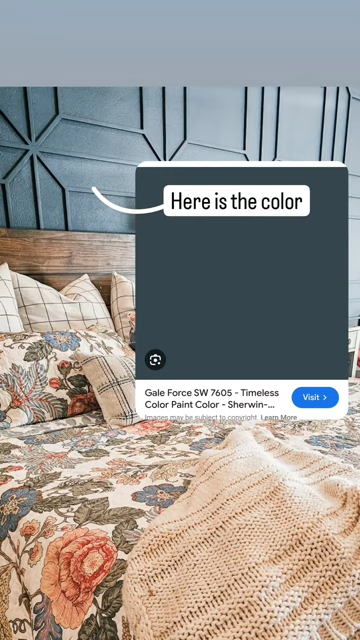 Here is the color
Gale Force SW 7605 - Timeless
Color Paint Color - Sherwin-...
Visit >
Images may be subject to copyright. Learn More